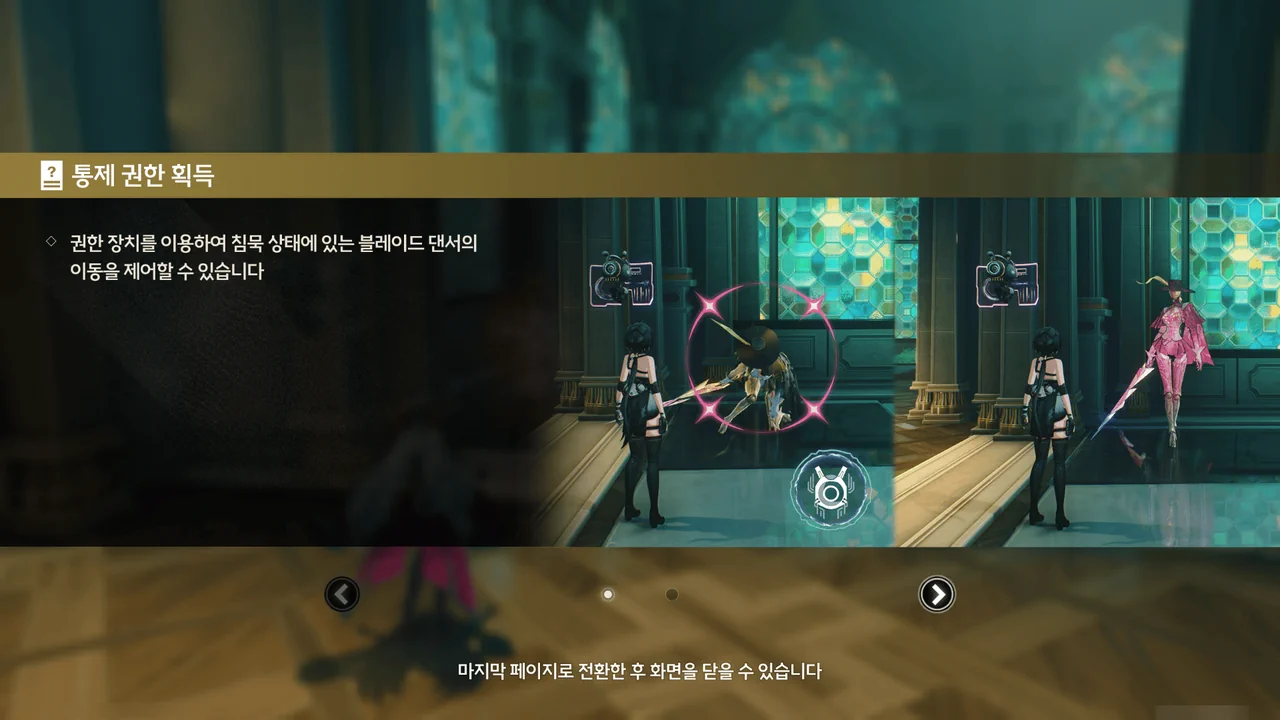 통제 권한 획득
권한 장치를 이용하여 침묵 상태에 있는 블레이드 댄서의
이동을 제어할 수 있습니다
마지막 페이지로 전환한 후 화면을 닫을 수 있습니다